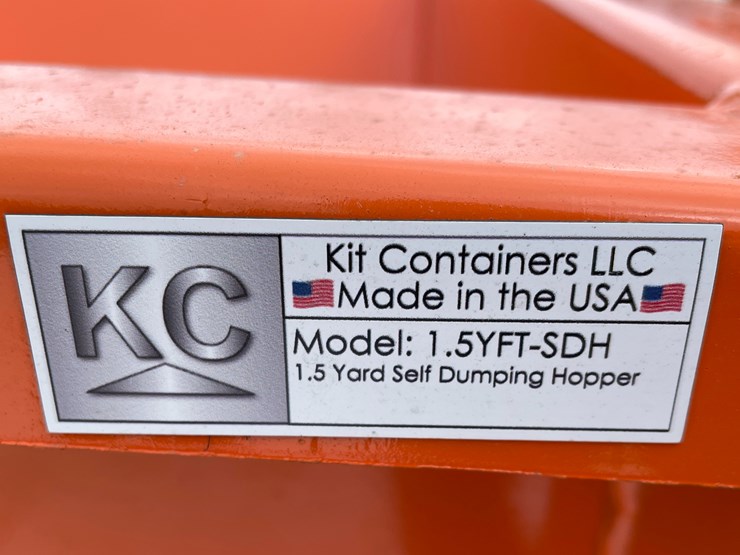 KC
Kit Containers LLC
Made in the USA
Model: 1.5YFT-SDH
1.5 Yard Self Dumping Hopper